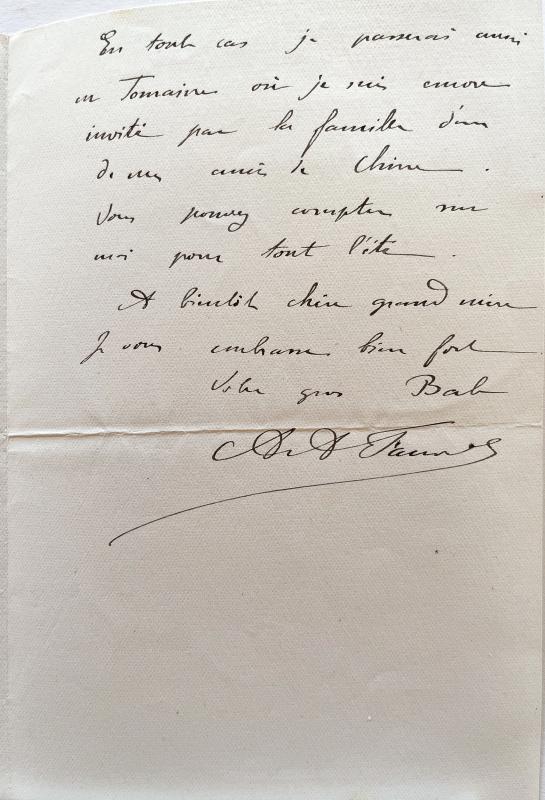 En tout cas je passerai aussi
en Touraine où je suis encore
invité par la famille d'un
de mes amis de Chine.
Vous pouvez compter sur
moi pour tout l'été.
A bientôt chère grand mère
Je vous embrasse bien fort
Votre gros Bab